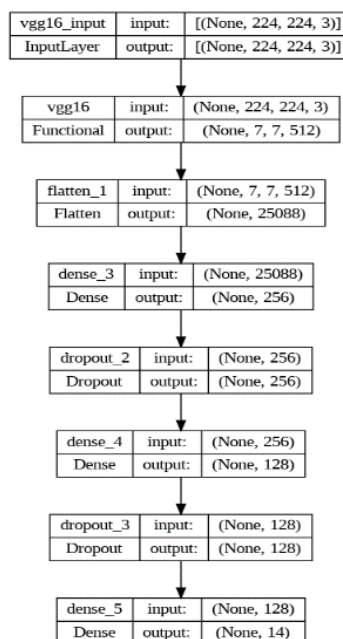 vgg16_input input: [(None, 224, 224, 3)]
InputLayer output: [(None, 224, 224, 3)]
vgg16 input: (None, 224, 224, 3)
Functional output: (None, 7, 7, 512)
flatten_1 input: (None, 7, 7, 512)
Flatten output: (None, 25088)
dense_3 input: (None, 25088)
Dense output: (None, 256)
dropout_2 input: (None, 256)
Dropout output: (None, 256)
dense_4 input: (None, 256)
Dense output: (None, 128)
dropout_3 input: (None, 128)
Dropout output: (None, 128)
dense_5 input: (None, 128)
Dense output: (None, 14)